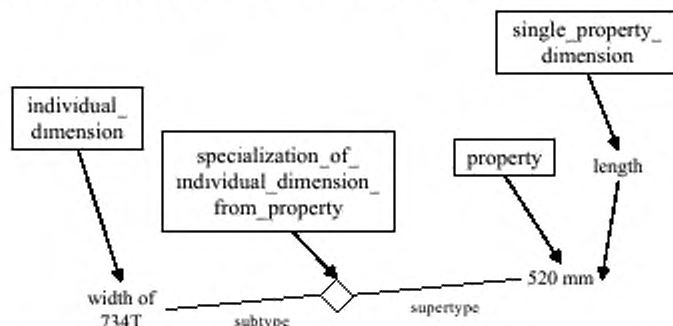 single_property_
dimension
individual_
dimension
specialization_of_
individual_dimension_
from_property
property
length
520 mm
width of
734T
subtype
supertype